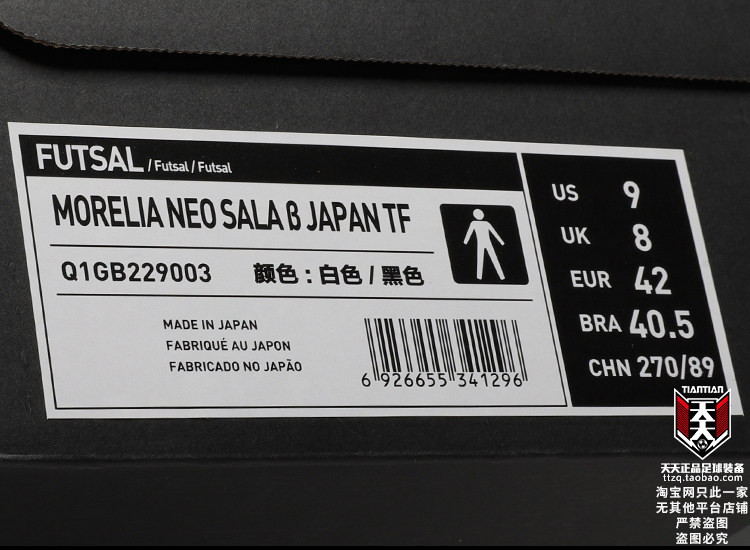 FUTSAL / Futsal / Futsal
MORELIA NEO SALA β JAPAN TF
Q1GB229003 颜色：白色 / 黑色
MADE IN JAPAN
FABRIQUÉ AU JAPON
FABRICADO NO JAPÃO
6 926655 341296
US 9
UK 8
EUR 42
BRA 40.5
CHN 270/89
TIANTIAN
天天
天天正品足球装备
ttzq.taobao.com
淘宝网只此一家
无其他平台店铺
严禁盗图
盗图必究